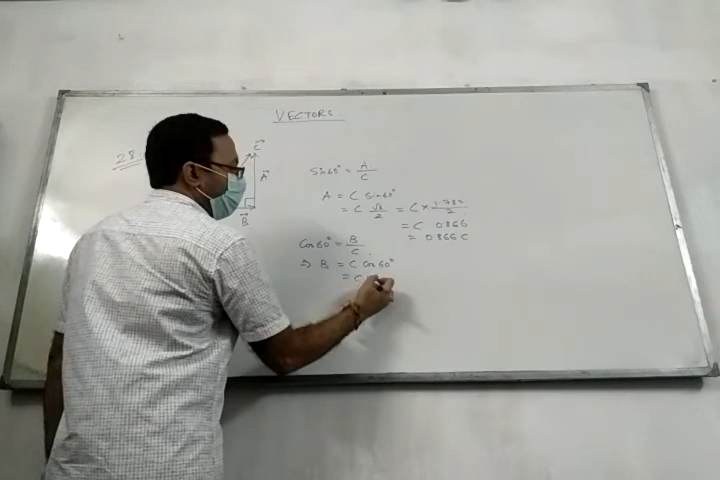 VECTORS.
28
C⃗
A⃗
B⃗
Sin60° = A/C
A = C Sin60°
= C √3/2 = C × 1.732/2
= C 0.866
= 0.866 C
Cos60° = B/C
⇒ B = C Cos60°
= C